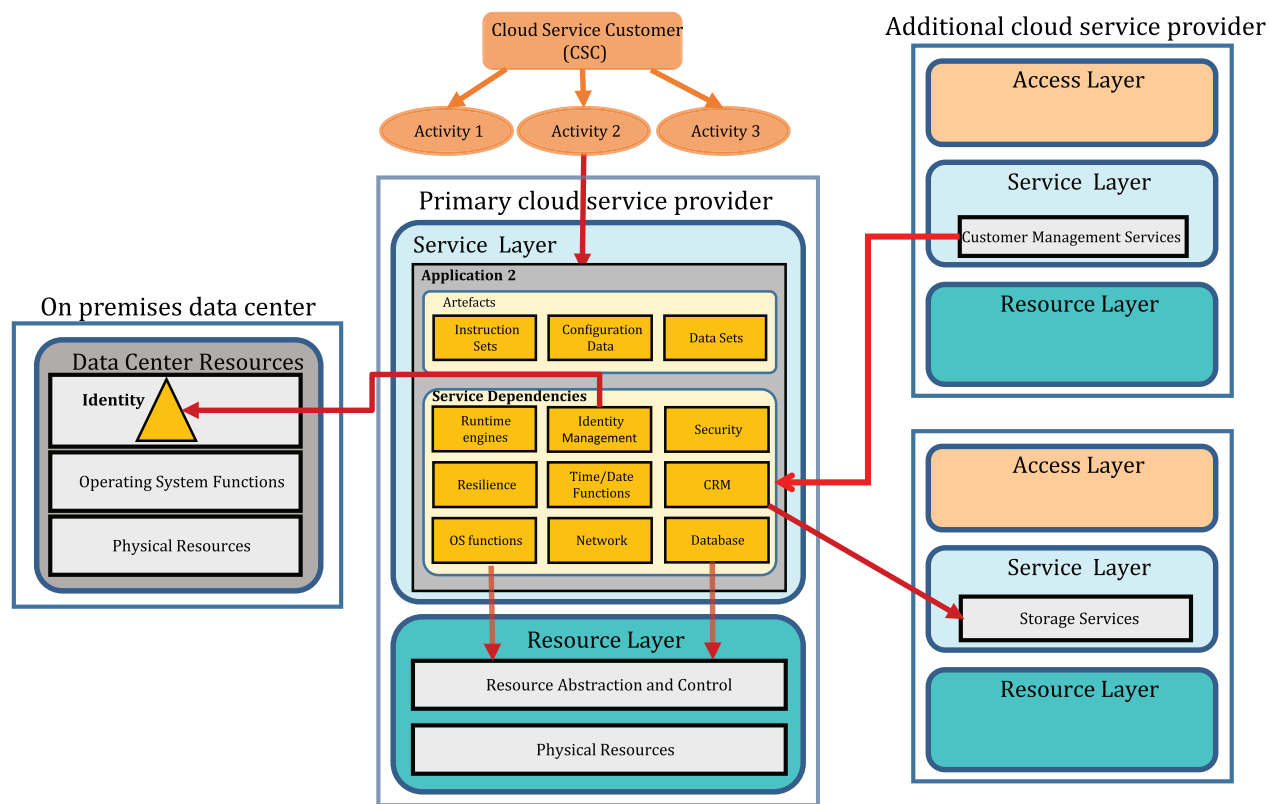 Cloud Service Customer
(CSC)
Activity 1
Activity 2
Activity 3
Primary cloud service provider
Service Layer
Application 2
Artefacts
Instruction
Sets
Configuration
Data
Data Sets
Service Dependencies
Runtime
engines
Identity
Management
Security
Resilience
Time/Date
Functions
CRM
OS functions
Network
Database
Resource Layer
Resource Abstraction and Control
Physical Resources
On premises data center
Data Center Resources
Identity
Operating System Functions
Physical Resources
Additional cloud service provider
Access Layer
Service Layer
Customer Management Services
Resource Layer
Access Layer
Service Layer
Storage Services
Resource Layer